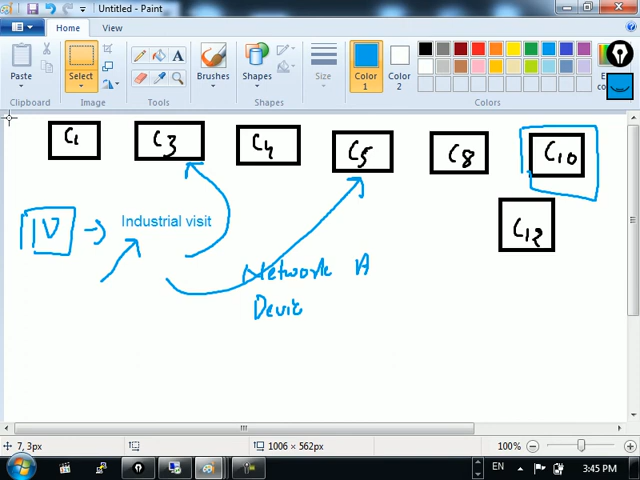 Untitled - Paint
Home View
Paste
Select
Brushes
Shapes
Size
Color 1
Color 2
Clipboard
Image
Tools
Shapes
Colors
C1
C3
C4
C5
C8
C10
C12
IV
Industrial visit
Network A
Devic
7, 3px
1006 × 562px
100%
EN
3:45 PM